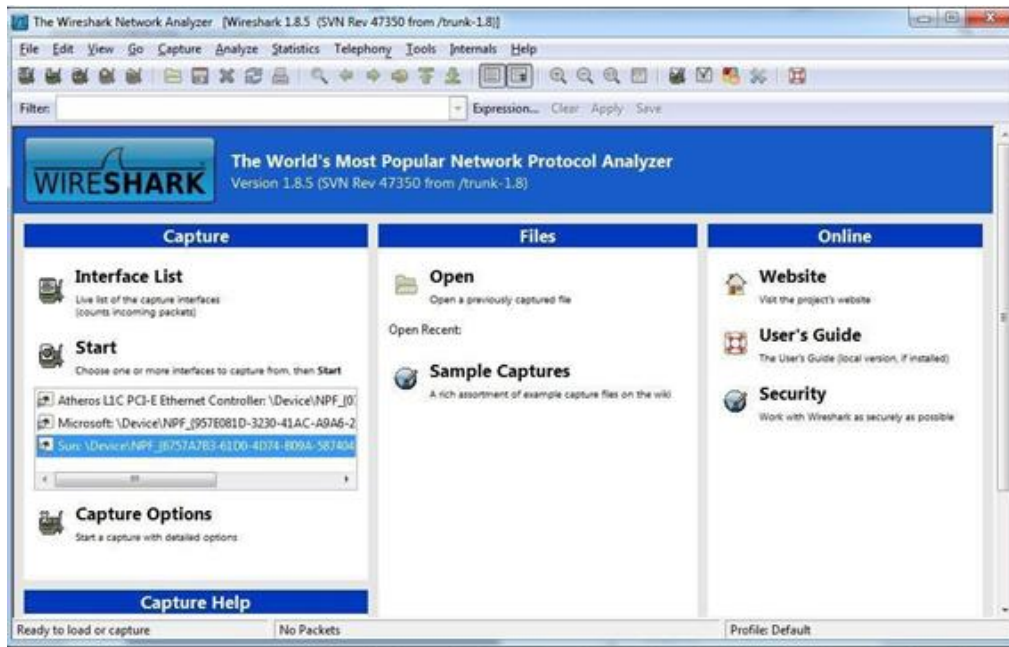 The Wireshark Network Analyzer [Wireshark 1.8.5 (SVN Rev 47350 from /trunk-1.8)]
File Edit View Go Capture Analyze Statistics Telephony Tools Internals Help
Filter: Expression... Clear Apply Save
WIRESHARK
The World's Most Popular Network Protocol Analyzer
Version 1.8.5 (SVN Rev 47350 from /trunk-1.8)
Capture
Interface List
Live list of the capture interfaces
(counts incoming packets)
Start
Choose one or more interfaces to capture from, then Start
Atheros L1C PCI-E Ethernet Controller: \Device\NPF_{0
Microsoft: \Device\NPF_{957E081D-3230-41AC-A9A6-2
Sun: \Device\NPF_{6757A7B3-61D0-4D74-B09A-587404
Capture Options
Start a capture with detailed options
Capture Help
Files
Open
Open a previously captured file
Open Recent:
Sample Captures
A rich assortment of example capture files on the wiki
Online
Website
Visit the project's website
User's Guide
The User's Guide (local version, if installed)
Security
Work with Wireshark as securely as possible
Ready to load or capture No Packets Profile: Default